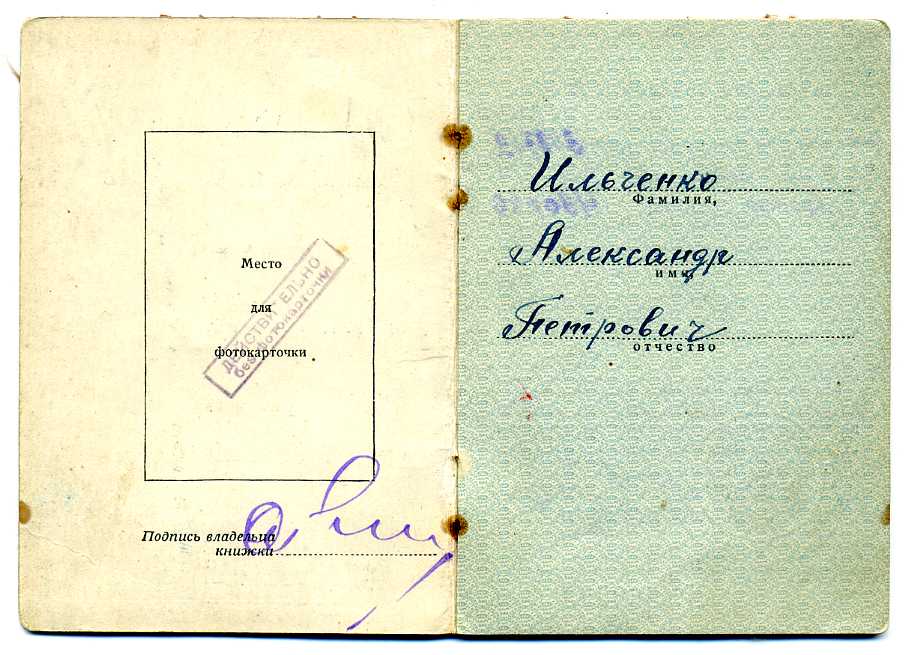 Место
для
фотокарточки
ДЕЙСТВИТЕЛЬНО
без фотокарточки
Подпись владельца
книжки
Ильченко
Фамилия,
Александр
имя,
Петрович
отчество